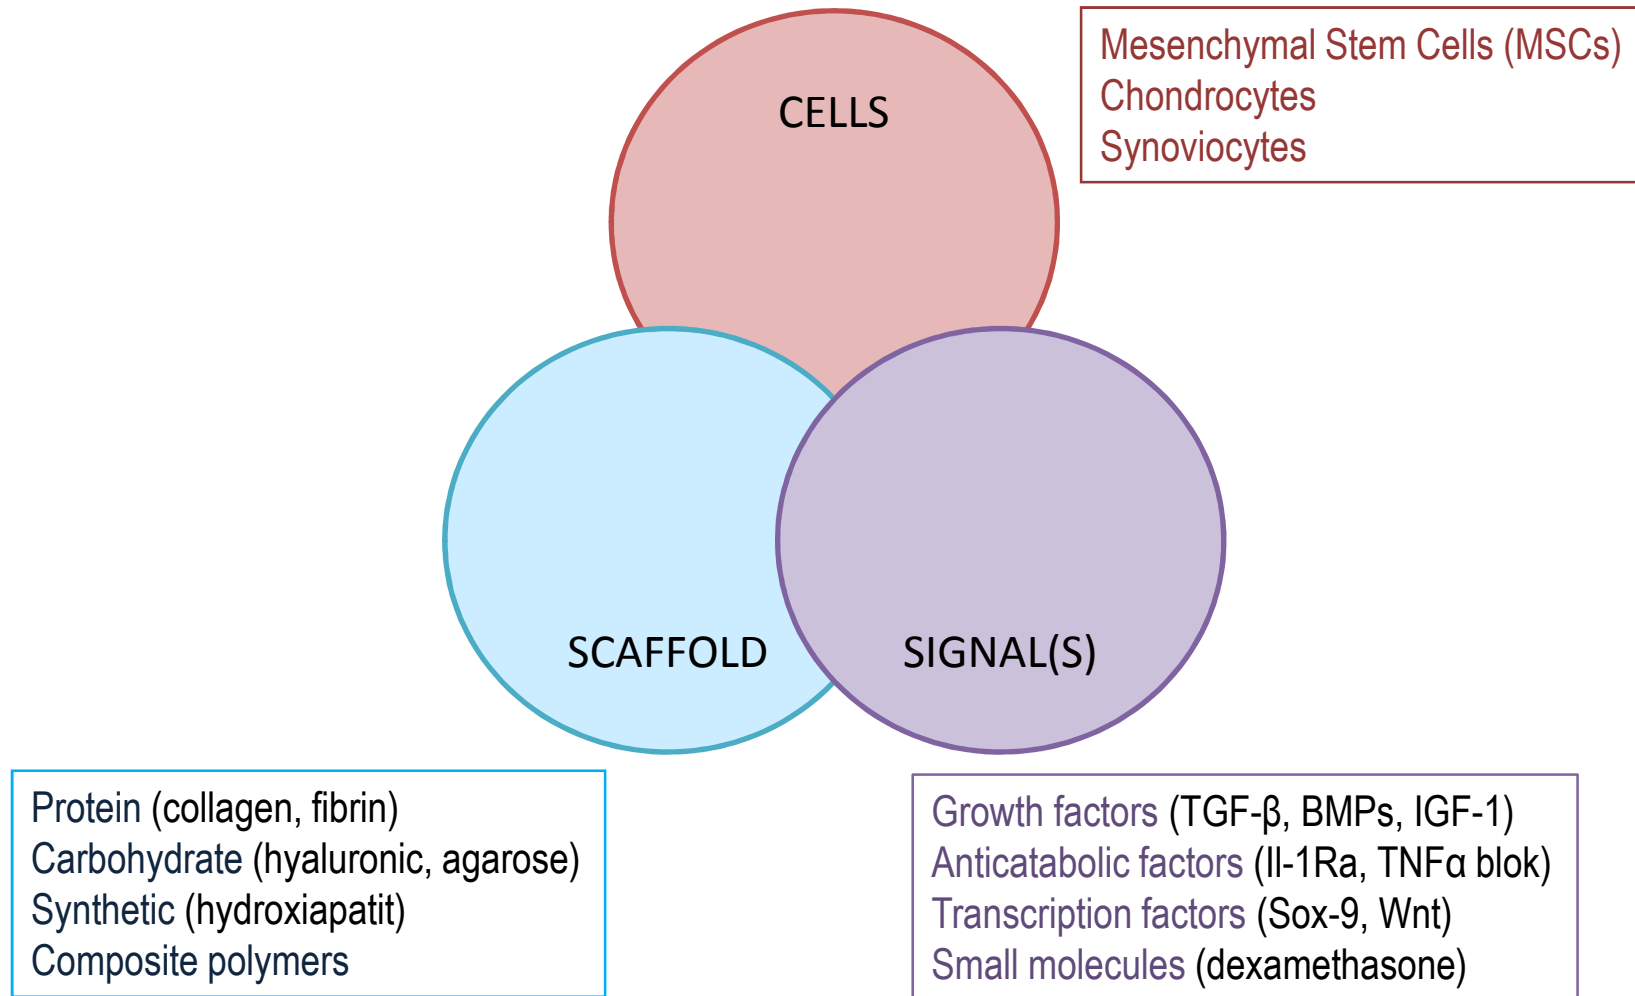 CELLS
Mesenchymal Stem Cells (MSCs)
Chondrocytes
Synoviocytes
SCAFFOLD
SIGNAL(S)
Protein (collagen, fibrin)
Carbohydrate (hyaluronic, agarose)
Synthetic (hydroxiapatit)
Composite polymers
Growth factors (TGF-β, BMPs, IGF-1)
Anticatabolic factors (Il-1Ra, TNFα blok)
Transcription factors (Sox-9, Wnt)
Small molecules (dexamethasone)